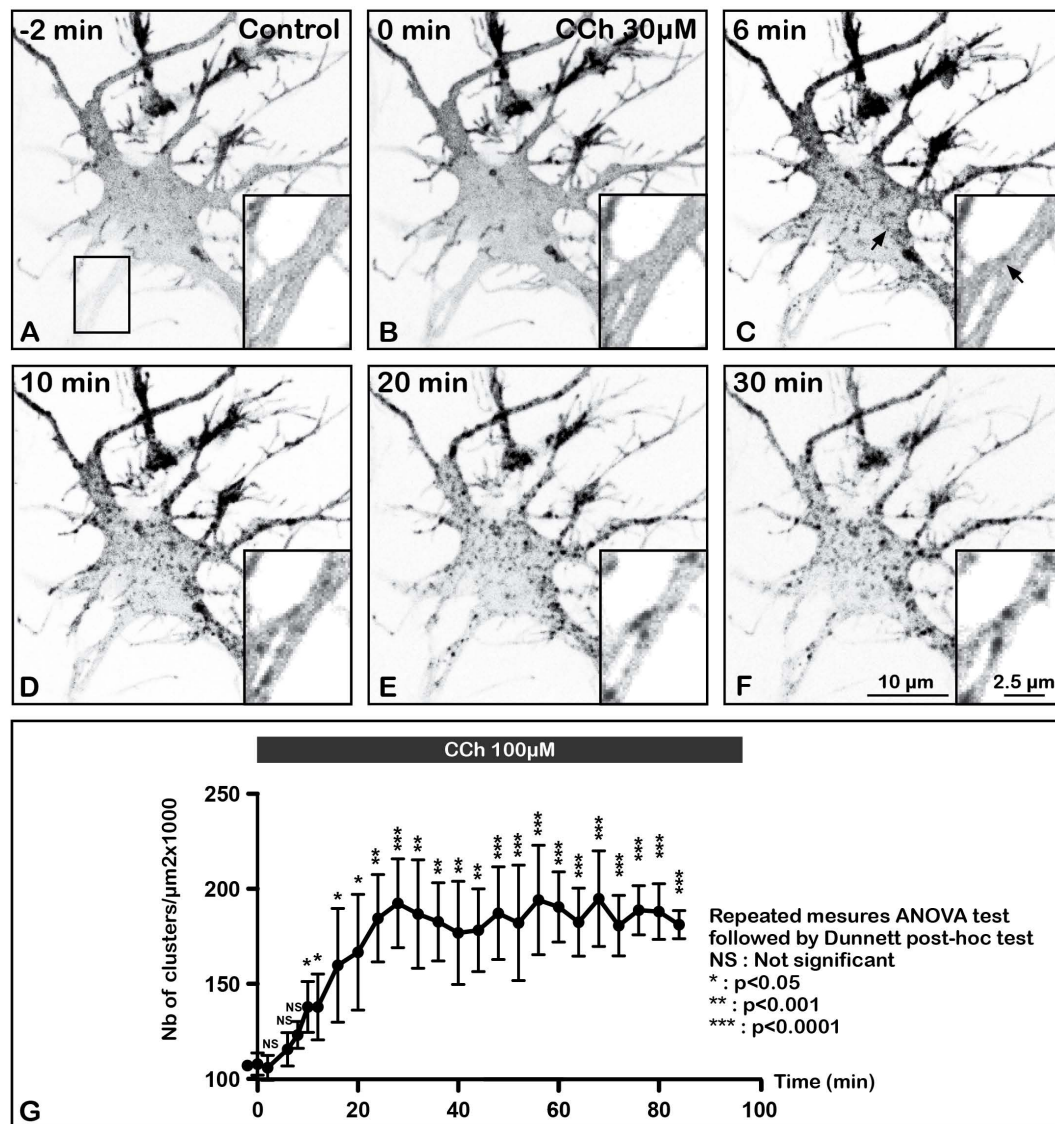 -2 min Control
A
0 min CCh 30µM
B
6 min
C
10 min
D
20 min
E
30 min
10 µm 2.5 µm
F
CCh 100µM
Nb of clusters/µm2x1000
250
200
150
100
NS
NS
NS
*
*
*
*
**
***
**
**
**
**
***
***
***
***
***
***
***
***
***
***
0 20 40 60 80 100
Time (min)
Repeated mesures ANOVA test
followed by Dunnett post-hoc test
NS : Not significant
* : p<0.05
** : p<0.001
*** : p<0.0001
G